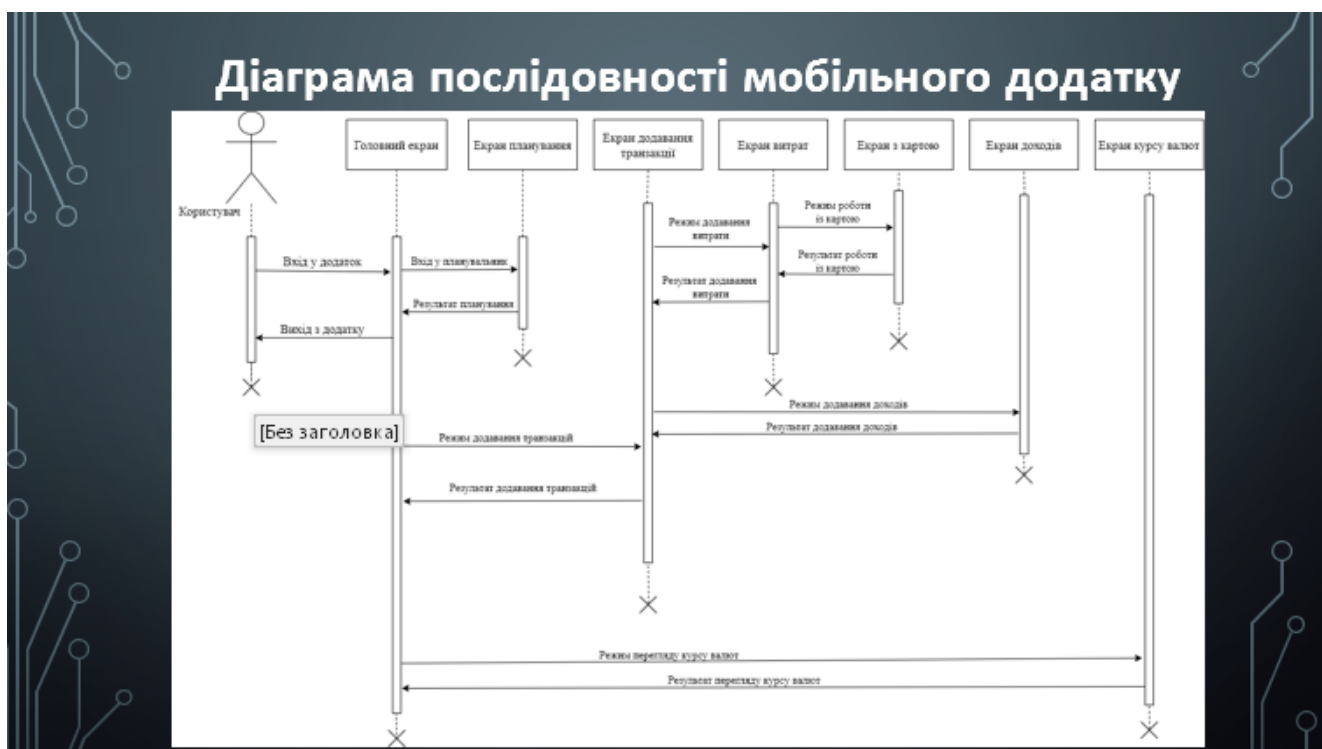 Діаграма послідовності мобільного додатку
Користувач
Головний екран
Екран планування
Екран додавання
транзакції
Екран витрат
Екран з картою
Екран доходів
Екран курсу валют
Режим роботи
із картою
Режим додавання
витрати
Результат роботи
із картою
Вхід у додаток
Вхід у планувальник
Результат додавання
витрати
Результат планування
Вихід з додатку
Режим додавання доходів
Результат додавання доходів
[Без заголовка]
Режим додавання транзакцій
Результат додавання транзакцій
Режим перегляду курсу валют
Результат перегляду курсу валют